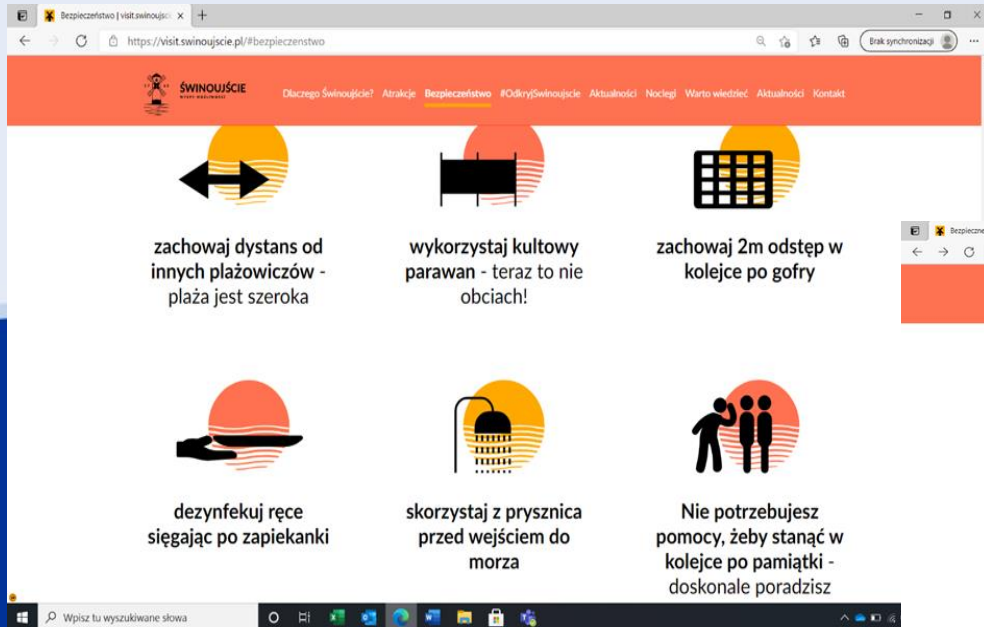 Bezpieczeństwo | visit.swinoujsc
https://visit.swinoujscie.pl/#bezpieczenstwo
Brak synchronizacji
ŚWINOUJŚCIE
Dlaczego Świnoujście? Atrakcje Bezpieczeństwo #OdkryjSwinoujscie Aktualności Noclegi Warto wiedzieć Aktualności Kontakt
zachowaj dystans od
innych plażowiczów -
plaża jest szeroka
wykorzystaj kultowy
parawan - teraz to nie
obciach!
zachowaj 2m odstęp w
kolejce po gofry
dezynfekuj ręce
sięgając po zapiekanki
skorzystaj z prysznica
przed wejściem do
morza
Nie potrzebujesz
pomocy, żeby stanąć w
kolejce po pamiątki -
doskonale poradzisz
Bezpieczne
Wpisz tu wyszukiwane słowa